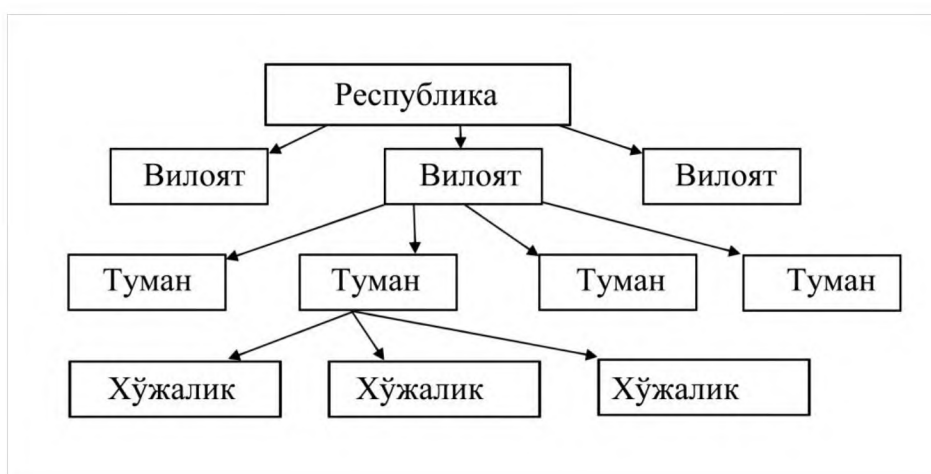 Республика
Вилоят Вилоят Вилоят
Туман Туман Туман Туман
Хўжалик Хўжалик Хўжалик